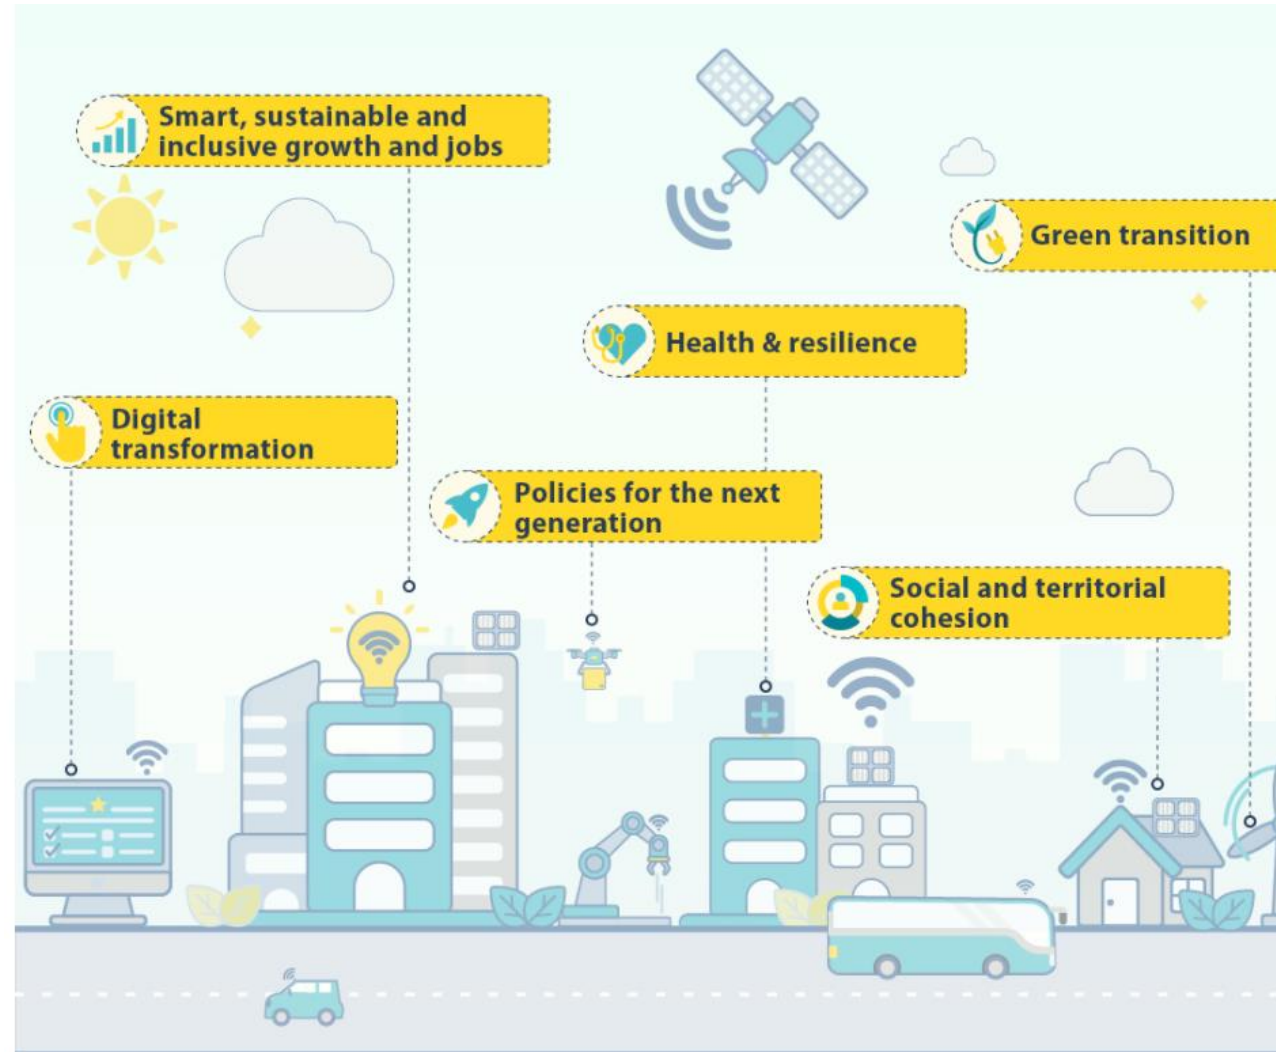 Smart, sustainable and
inclusive growth and jobs
Green transition
Health & resilience
Digital
transformation
Policies for the next
generation
Social and territorial
cohesion